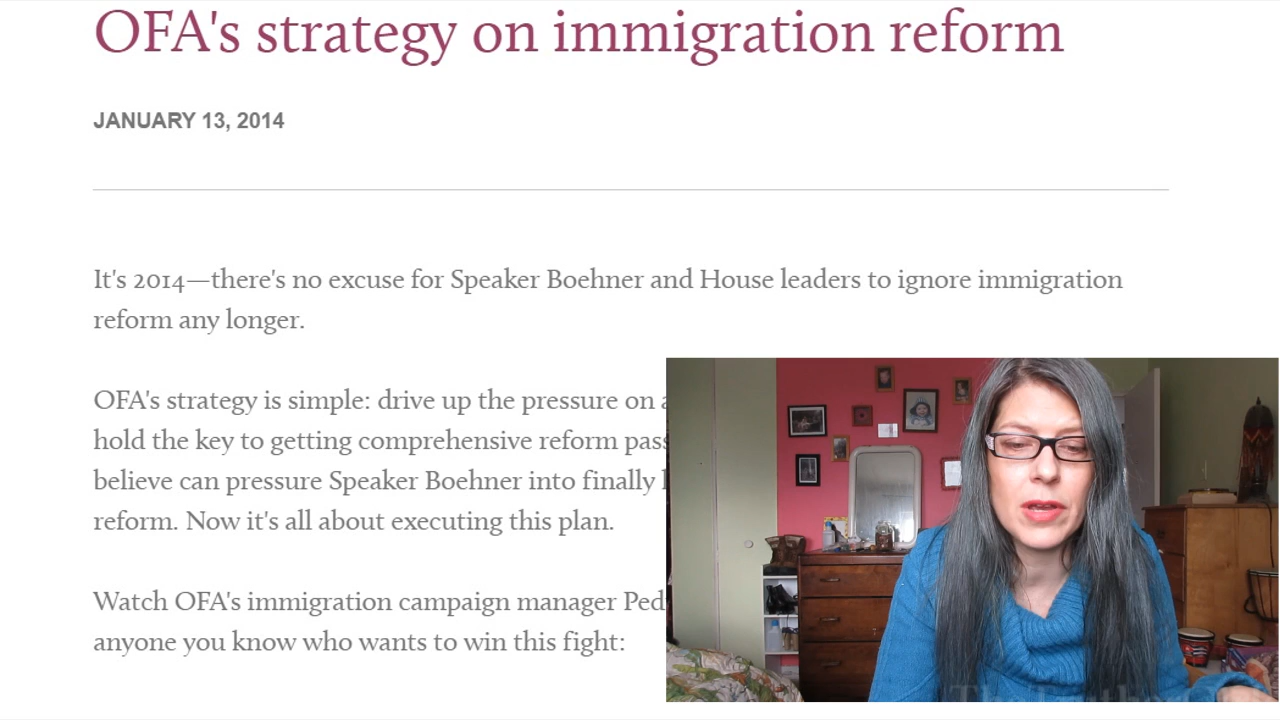 OFA's strategy on immigration reform
JANUARY 13, 2014
It's 2014—there's no excuse for Speaker Boehner and House leaders to ignore immigration
reform any longer.
OFA's strategy is simple: drive up the pressure on
hold the key to getting comprehensive reform pas
believe can pressure Speaker Boehner into finally
reform. Now it's all about executing this plan.
Watch OFA's immigration campaign manager Ped
anyone you know who wants to win this fight: